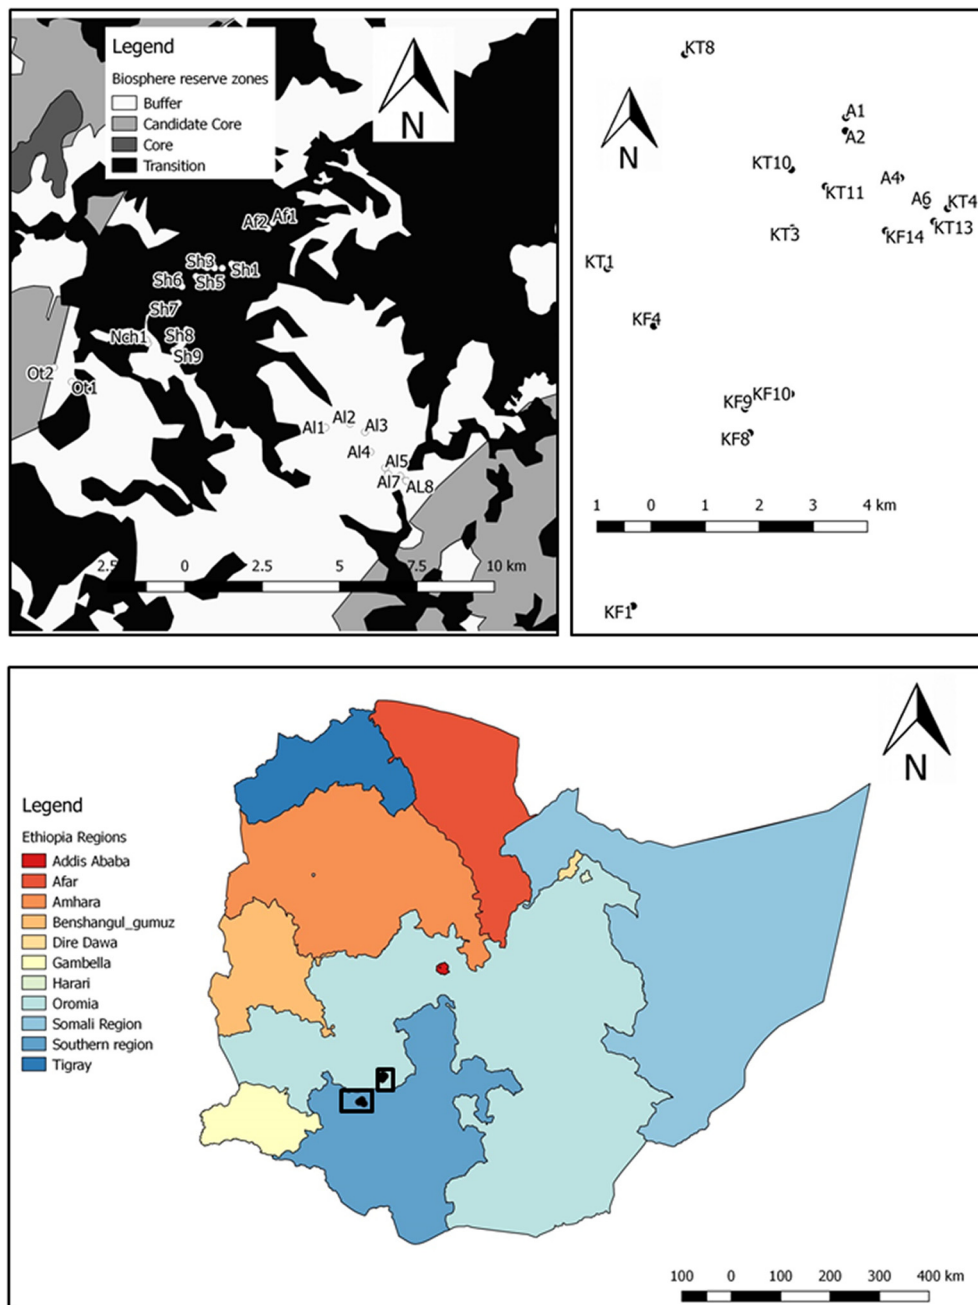 Legend
Biosphere reserve zones
Buffer
Candidate Core
Core
Transition
N
Af2 Af1
Sh3 Sh1
Sh6 Sh5
Sh7
Nch1 Sh8
Sh9
Ot2 Ot1
Al1 Al2 Al3
Al4
Al5
Al7 AL8
2.5 0 2.5 5 7.5 10 km
KT8
N
A1
A2
KT10
KT11 A4
A6 KT4
KT3 KF14 KT13
KT1
KF4
KF9 KF10
KF8
1 0 1 2 3 4 km
KF1
N
Legend
Ethiopia Regions
Addis Ababa
Afar
Amhara
Benshangul_gumuz
Dire Dawa
Gambella
Harari
Oromia
Somali Region
Southern region
Tigray
100 0 100 200 300 400 km